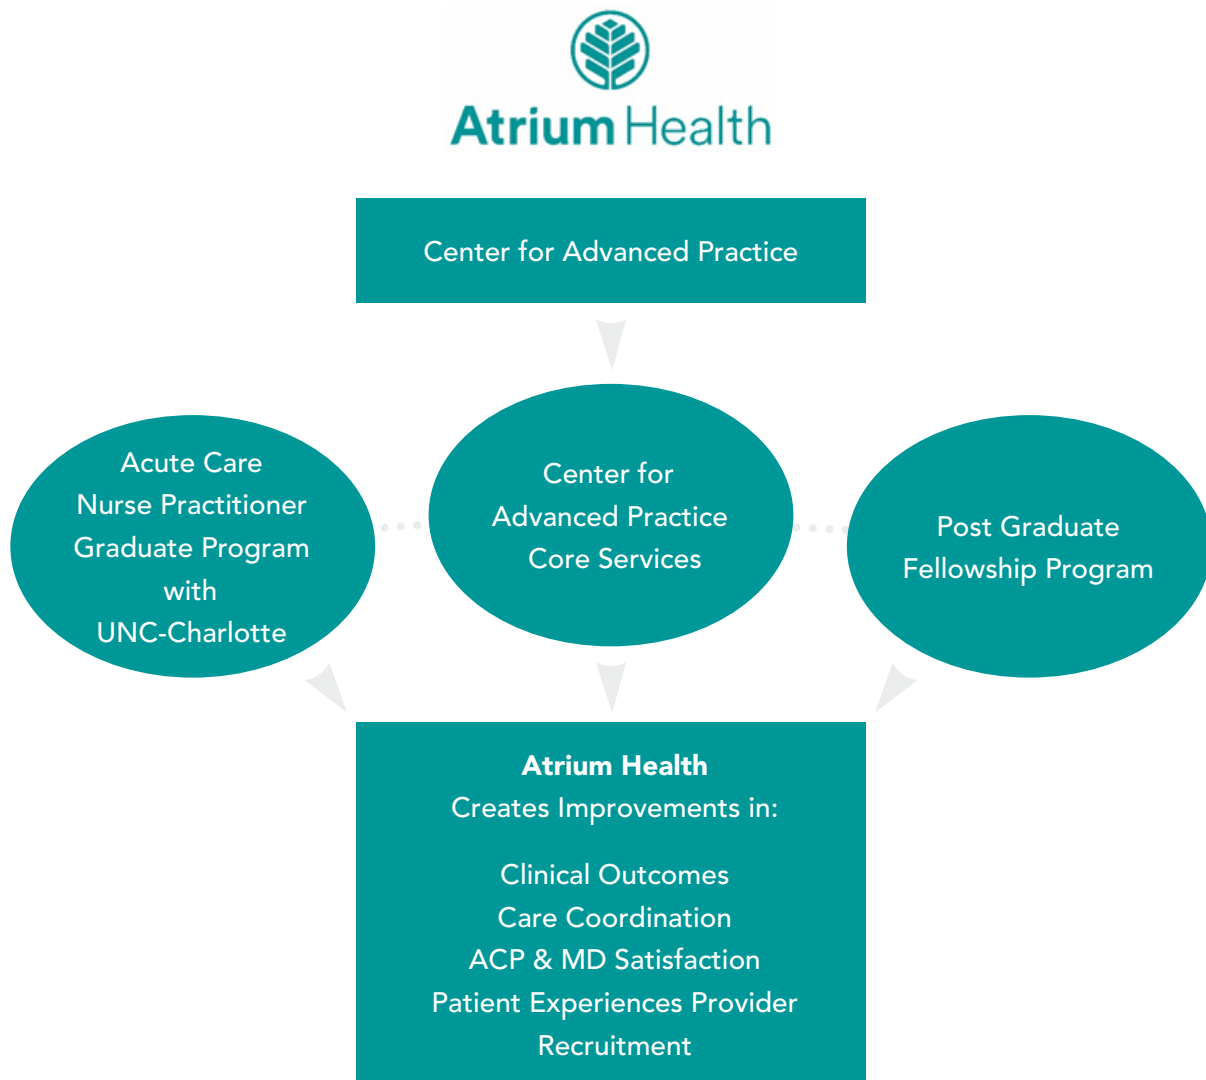 Atrium Health
Center for Advanced Practice
Acute Care
Nurse Practitioner
Graduate Program
with
UNC-Charlotte
Center for
Advanced Practice
Core Services
Post Graduate
Fellowship Program
Atrium Health
Creates Improvements in:
Clinical Outcomes
Care Coordination
ACP & MD Satisfaction
Patient Experiences Provider
Recruitment